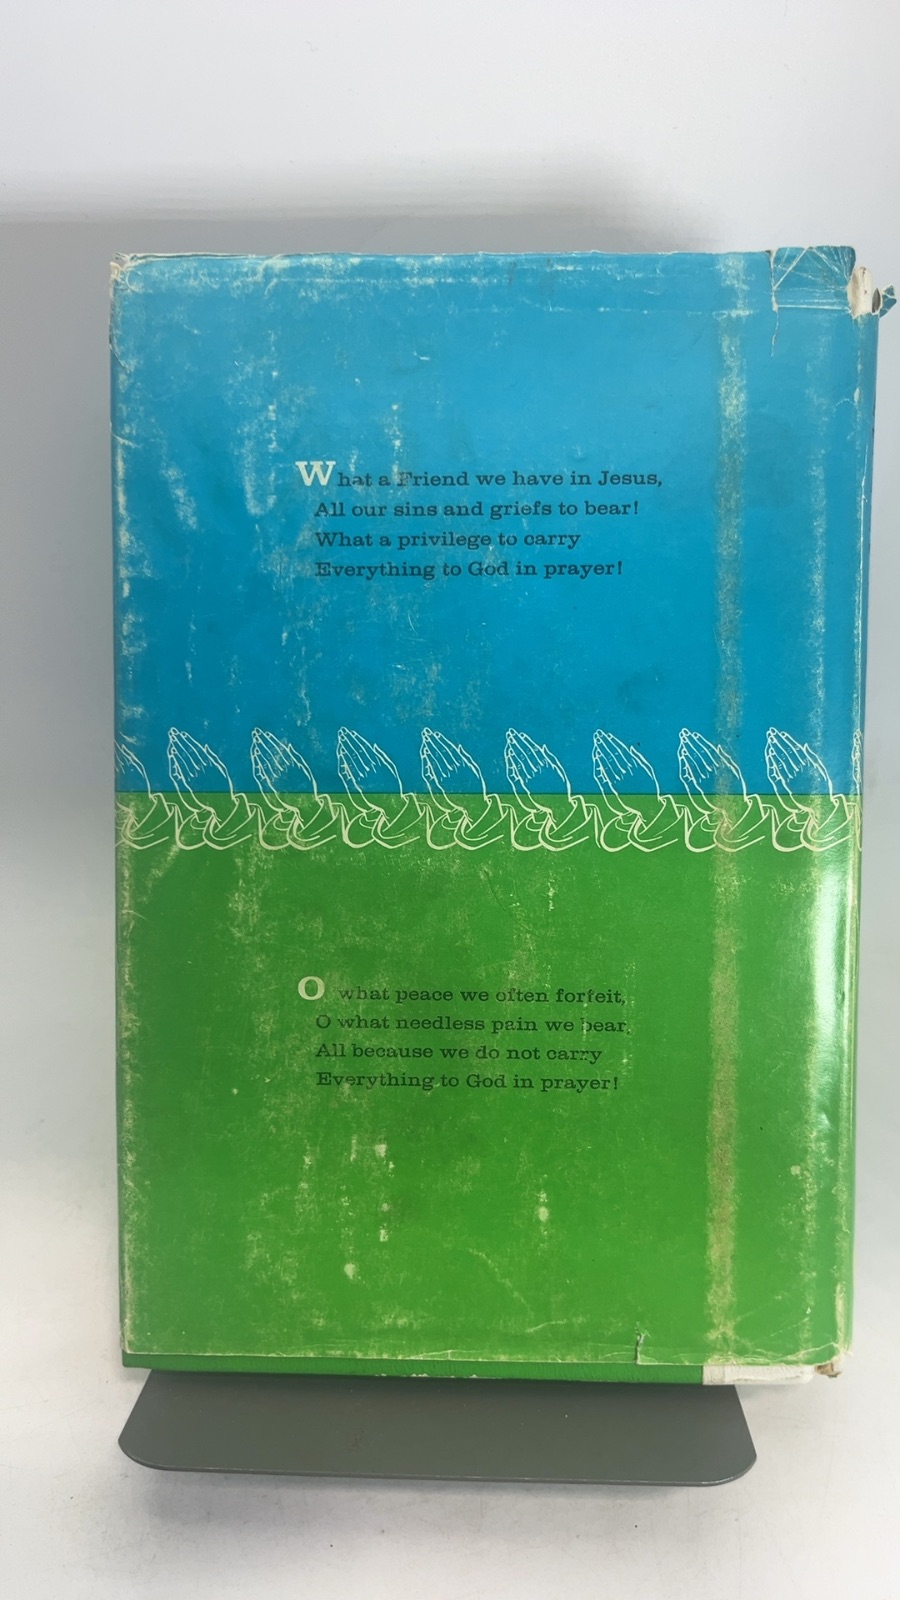 What a Friend we have in Jesus,
All our sins and griefs to bear!
What a privilege to carry
Everything to God in prayer!
O what peace we often forfeit,
O what needless pain we bear,
All because we do not carry
Everything to God in prayer!